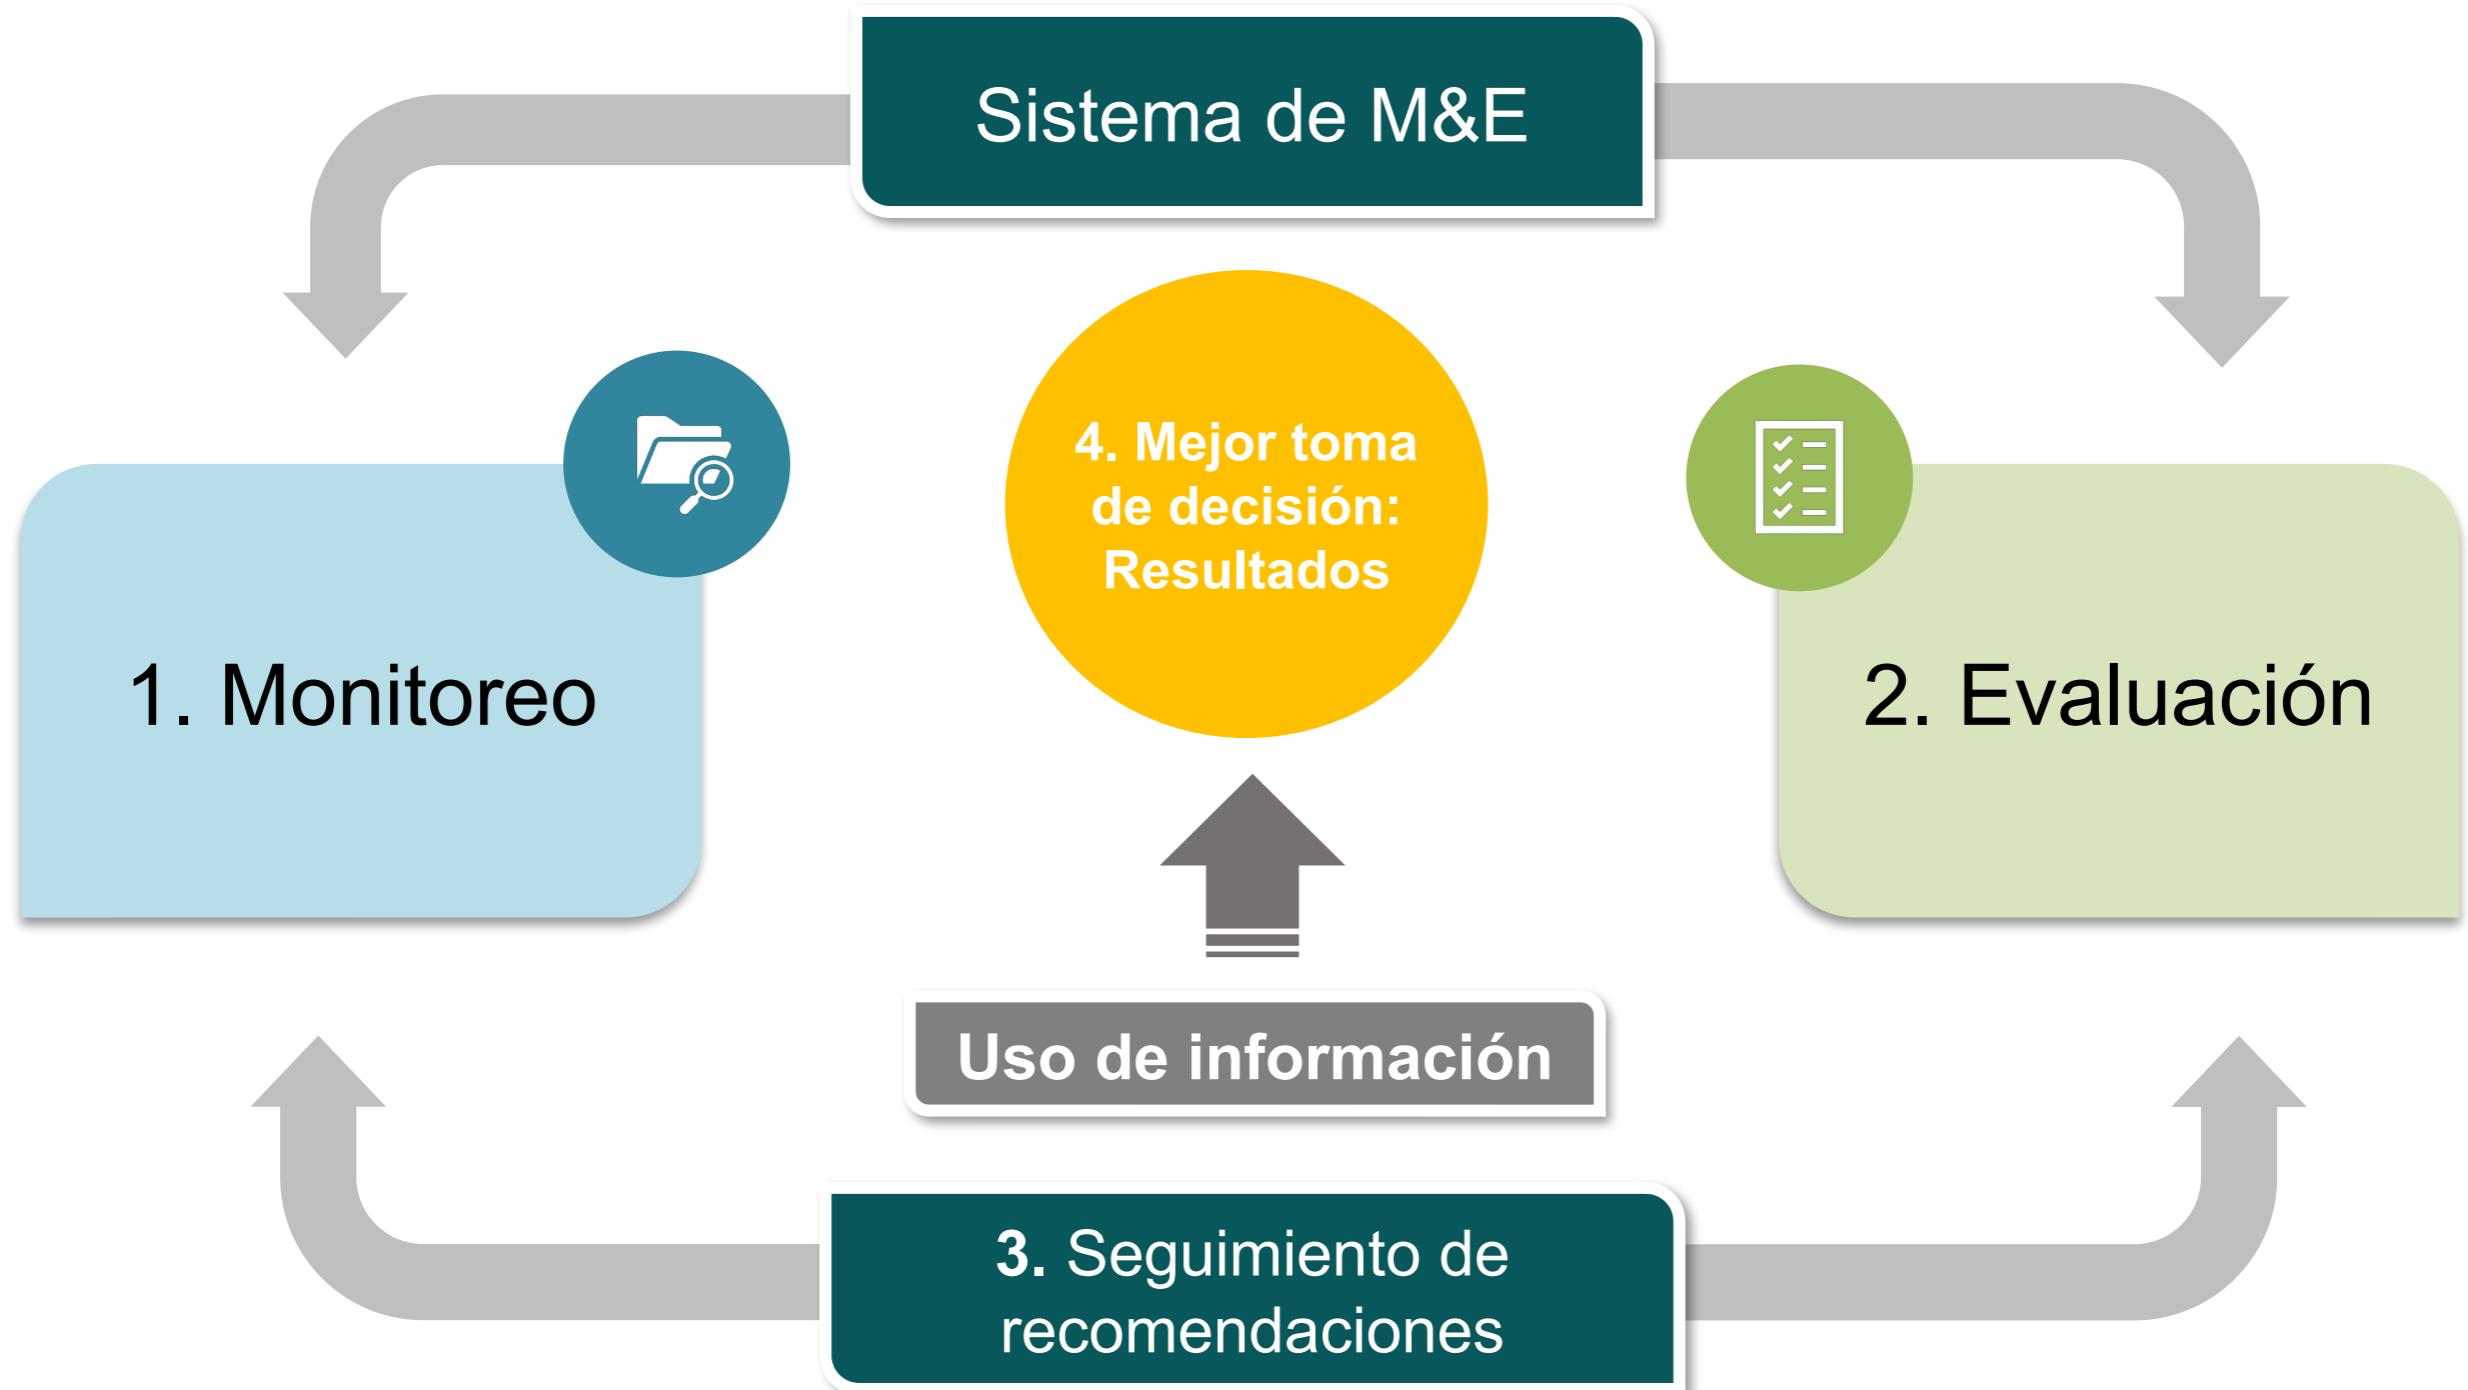 Sistema de M&E
4. Mejor toma
de decisión:
Resultados
1. Monitoreo
2. Evaluación
Uso de información
3. Seguimiento de
recomendaciones